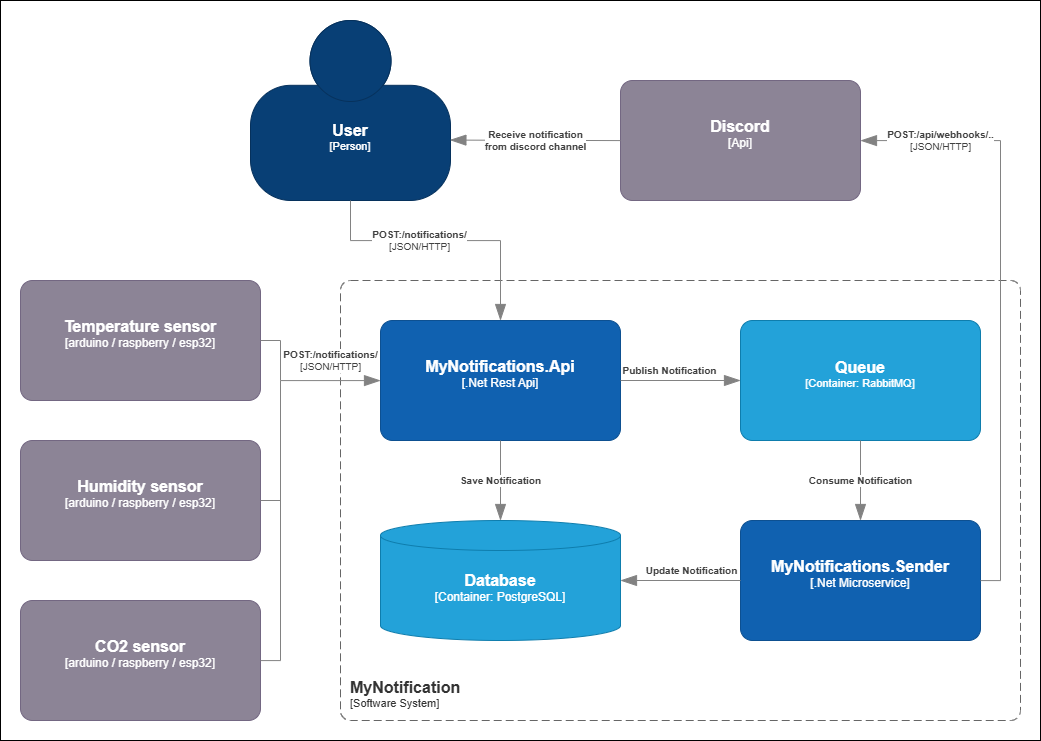 User
[Person]
Receive notification
from discord channel
Discord
[Api]
POST:/api/webhooks/..
[JSON/HTTP]
POST:/notifications/
[JSON/HTTP]
Temperature sensor
[arduino / raspberry / esp32]
POST:/notifications/
[JSON/HTTP]
MyNotifications.Api
[.Net Rest Api]
Publish Notification
Queue
[Container: RabbitMQ]
Humidity sensor
[arduino / raspberry / esp32]
Save Notification
Consume Notification
Database
[Container: PostgreSQL]
Update Notification
MyNotifications.Sender
[.Net Microservice]
CO2 sensor
[arduino / raspberry / esp32]
MyNotification
[Software System]